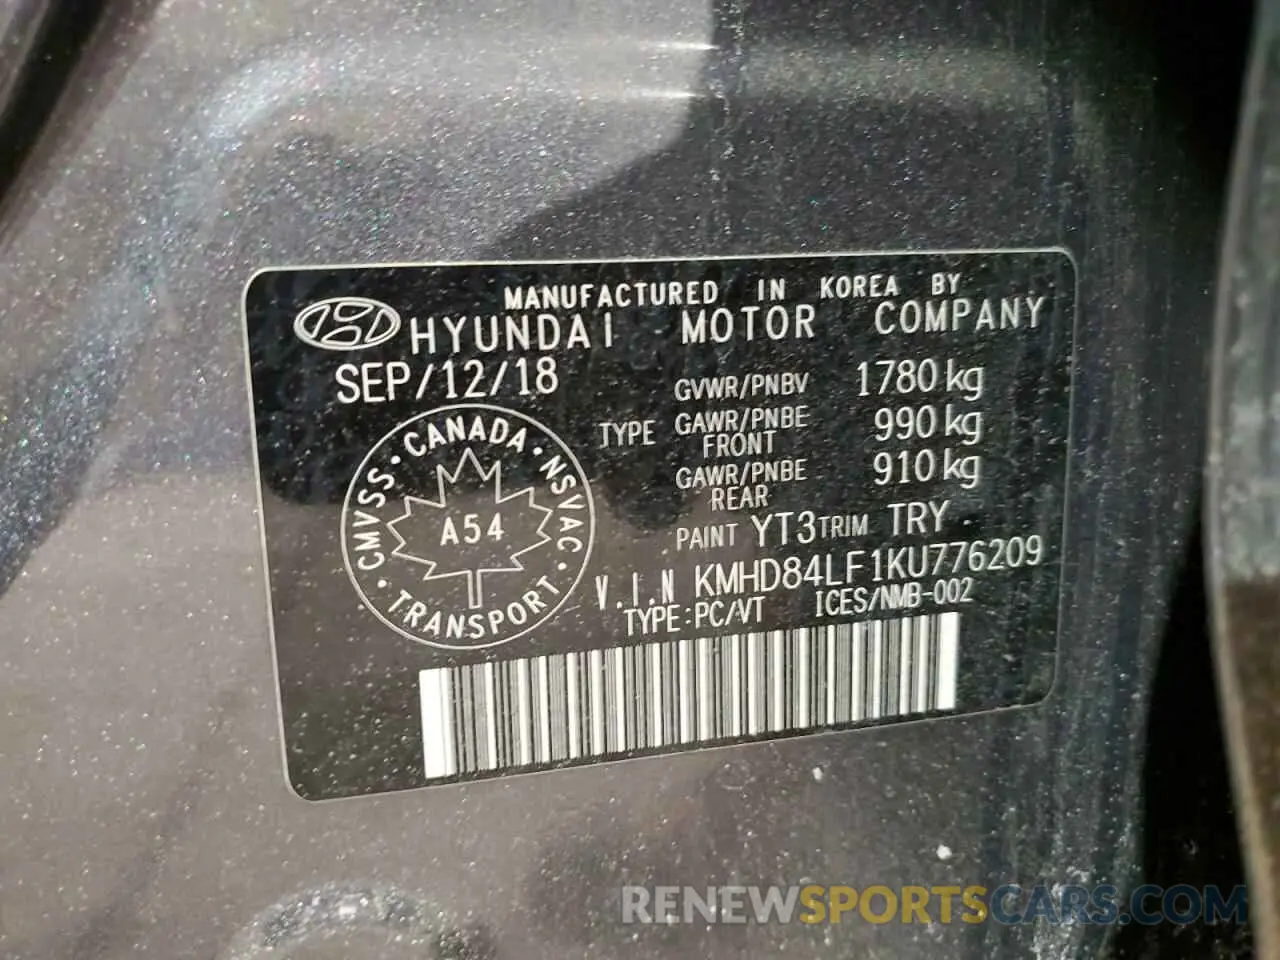 MANUFACTURED IN KOREA BY
HYUNDAI MOTOR COMPANY
SEP/12/18
GVWR/PNBV 1780 kg
TYPE GAWR/PNBE FRONT 990 kg
GAWR/PNBE REAR 910 kg
PAINT YT3 TRIM TRY
V.I.N KMHD84LF1KU776209
TYPE:PC/VT ICES/NMB-002
CMVSS · CANADA · NSVAC · TRANSPORT ·
A54
RENEWSPORTSCARS.COM